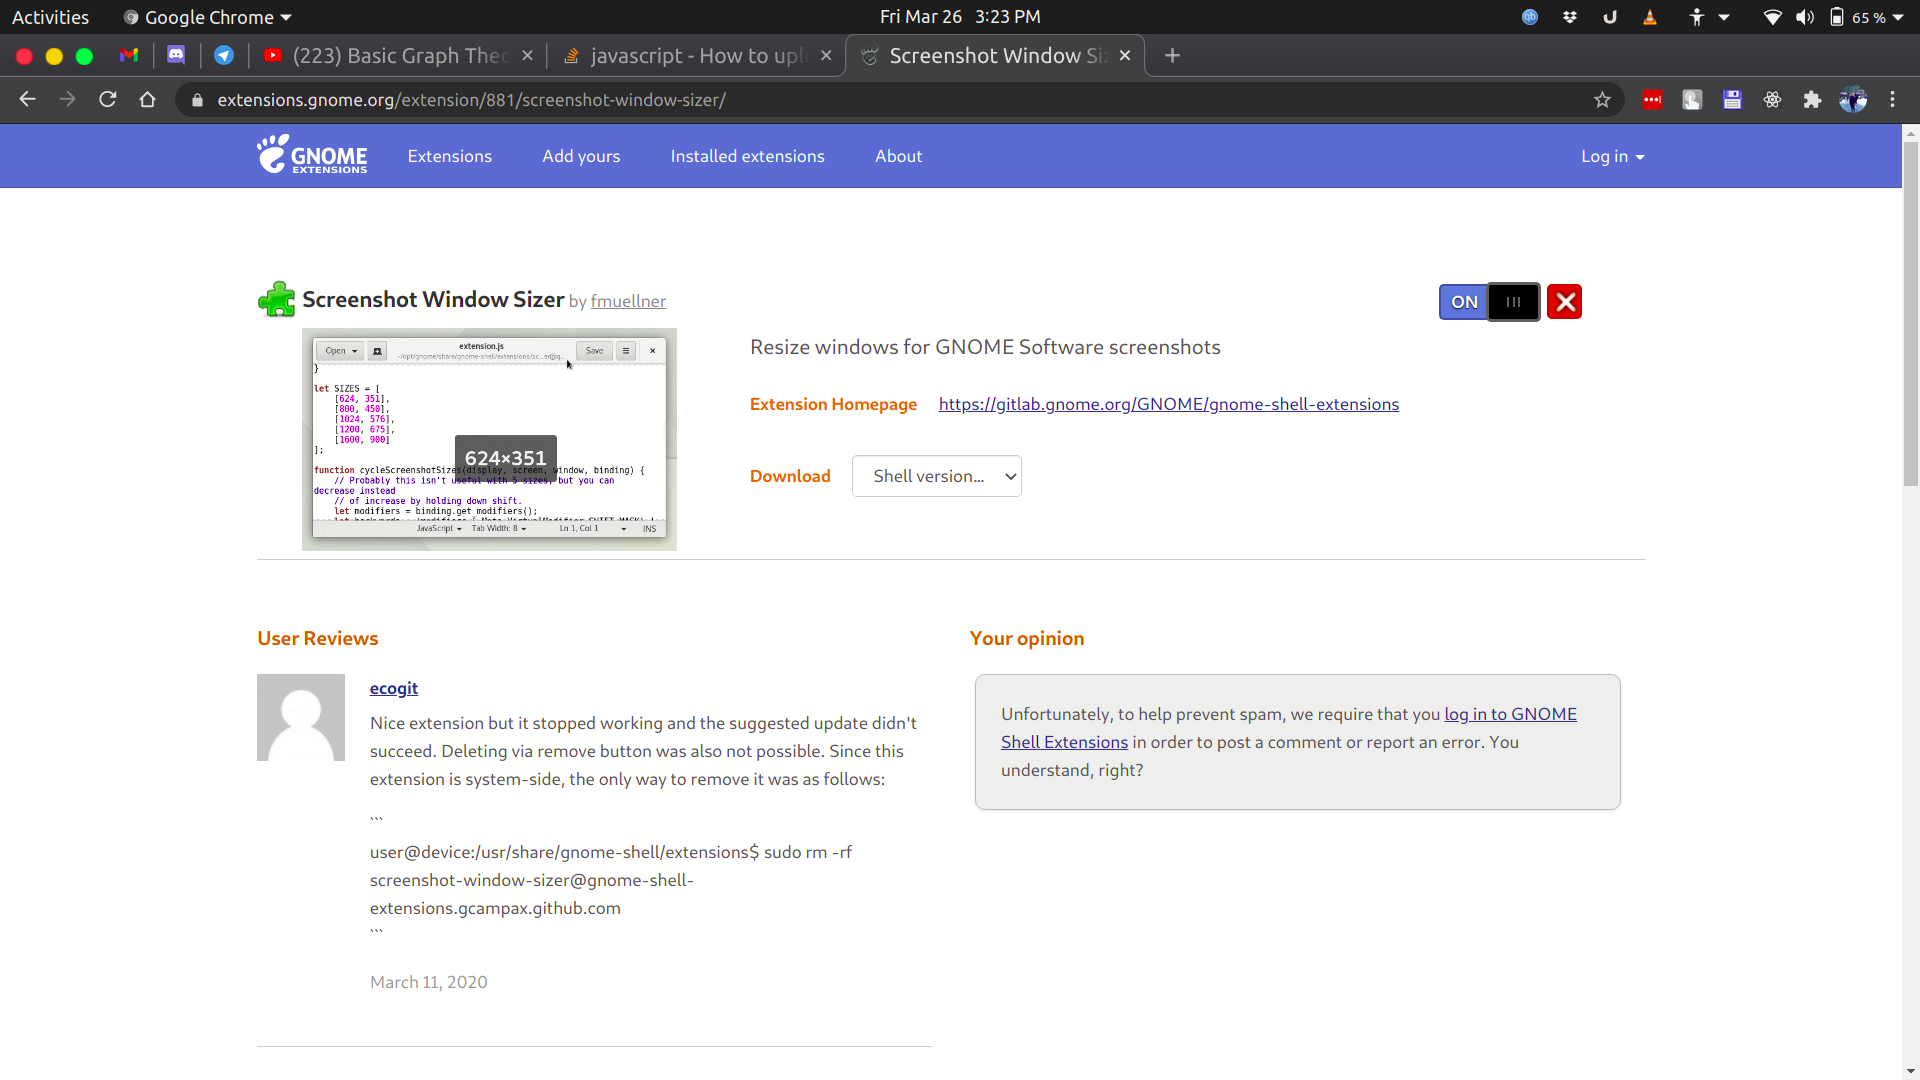 Activities
Google Chrome
Fri Mar 26 3:23 PM
65 %
(223) Basic Graph Theo
javascript - How to uplo
Screenshot Window Siz
extensions.gnome.org/extension/881/screenshot-window-sizer/
GNOME
EXTENSIONS
Extensions
Add yours
Installed extensions
About
Log in
Screenshot Window Sizer by fmuellner
ON
Open
extension.js
Save
}
let SIZES = [
[624, 351],
[800, 450],
[1024, 576],
[1200, 675],
[1600, 900]
];
624×351
function cycleScreenshotSizes(display, screen, window, binding) {
// Probably this isn't useful with 5 sizes, but you can
decrease instead
// of increase by holding down shift.
let modifiers = binding.get_modifiers();
JavaScript
Tab Width: 8
Ln 1, Col 1
INS
Resize windows for GNOME Software screenshots
Extension Homepage
https://gitlab.gnome.org/GNOME/gnome-shell-extensions
Download
Shell version...
User Reviews
ecogit
Nice extension but it stopped working and the suggested update didn't
succeed. Deleting via remove button was also not possible. Since this
extension is system-side, the only way to remove it was as follows:
```
user@device:/usr/share/gnome-shell/extensions$ sudo rm -rf
screenshot-window-sizer@gnome-shell-
extensions.gcampax.github.com
```
March 11, 2020
Your opinion
Unfortunately, to help prevent spam, we require that you log in to GNOME
Shell Extensions in order to post a comment or report an error. You
understand, right?